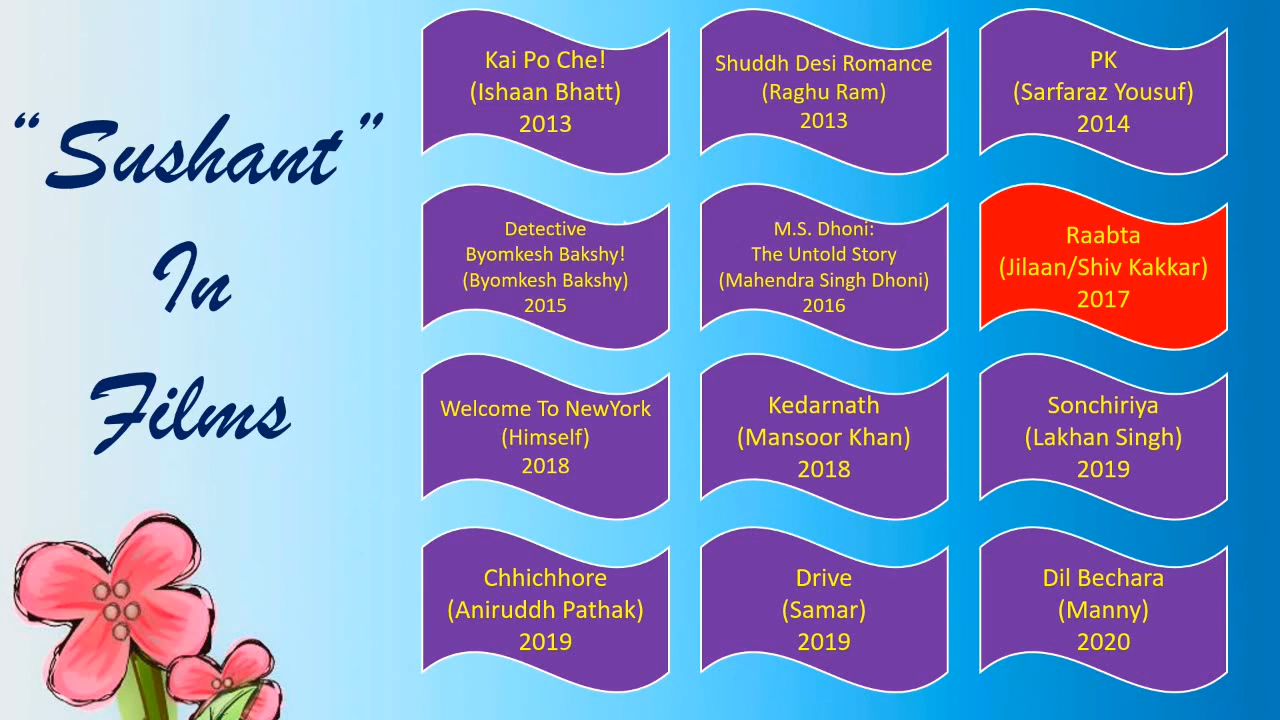 “Sushant”
In
Films
Kai Po Che!
(Ishaan Bhatt)
2013
Shuddh Desi Romance
(Raghu Ram)
2013
PK
(Sarfaraz Yousuf)
2014
Detective
Byomkesh Bakshy!
(Byomkesh Bakshy)
2015
M.S. Dhoni:
The Untold Story
(Mahendra Singh Dhoni)
2016
Raabta
(Jilaan/Shiv Kakkar)
2017
Welcome To NewYork
(Himself)
2018
Kedarnath
(Mansoor Khan)
2018
Sonchiriya
(Lakhan Singh)
2019
Chhichhore
(Aniruddh Pathak)
2019
Drive
(Samar)
2019
Dil Bechara
(Manny)
2020